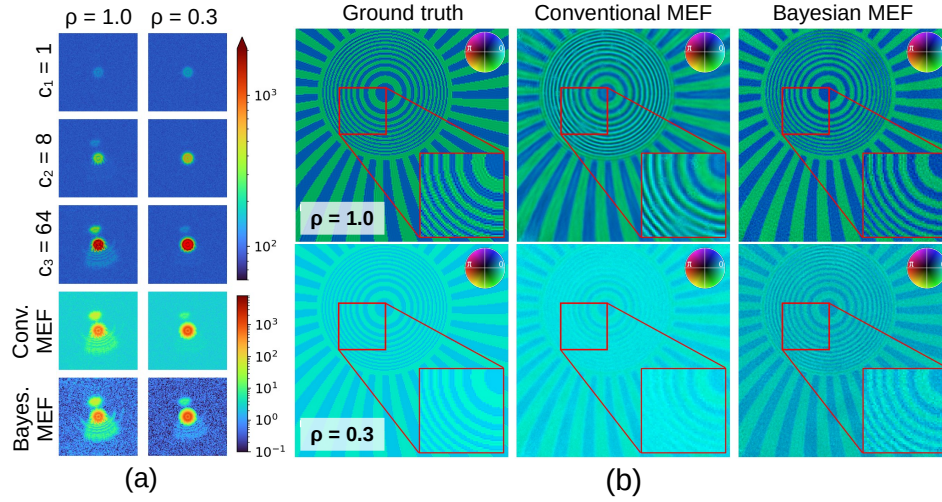 ρ = 1.0 ρ = 0.3
c₁ = 1
10³
c₂ = 8
c₃ = 64
10²
Conv.
MEF
10³
10²
10¹
Bayes.
MEF
10⁰
10⁻¹
(a)
Ground truth Conventional MEF Bayesian MEF
π 0 π 0 π 0
ρ = 1.0
π 0 π 0 π 0
ρ = 0.3
(b)